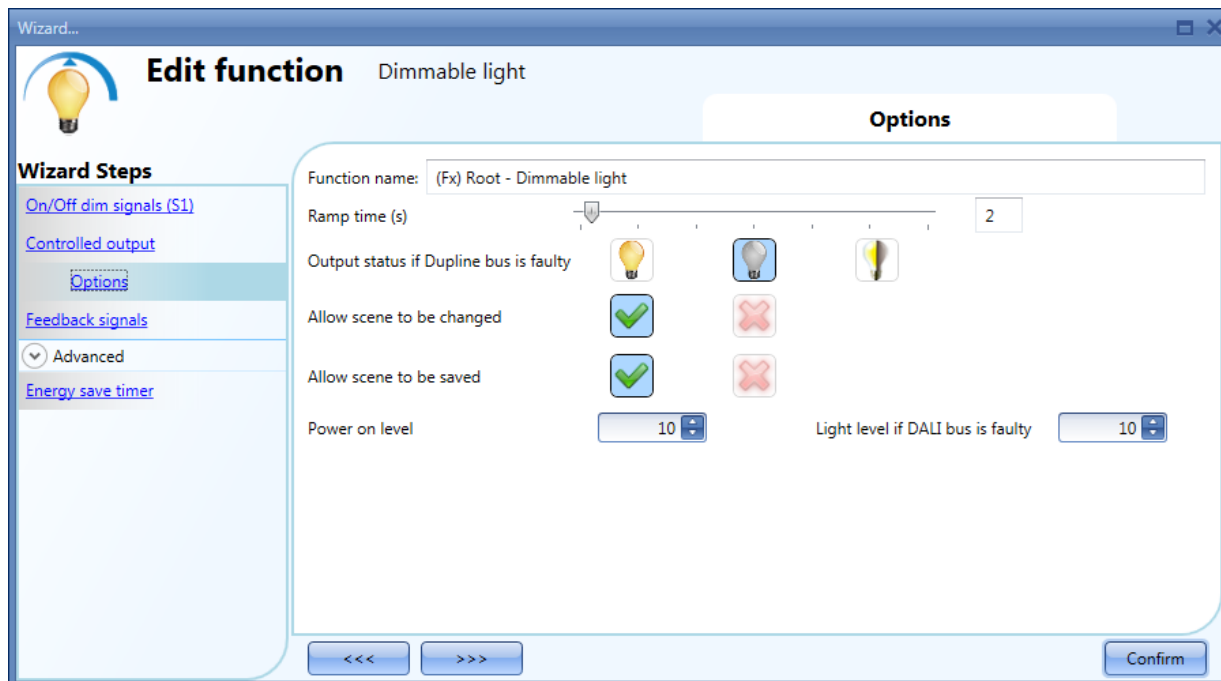 Wizard...
Edit function Dimmable light
Options
Wizard Steps
On/Off dim signals (S1)
Controlled output
Options
Feedback signals
Advanced
Energy save timer
Function name: (Fx) Root - Dimmable light
Ramp time (s) 2
Output status if Dupline bus is faulty
Allow scene to be changed
Allow scene to be saved
Power on level 10 Light level if DALI bus is faulty 10
<<< >>> Confirm